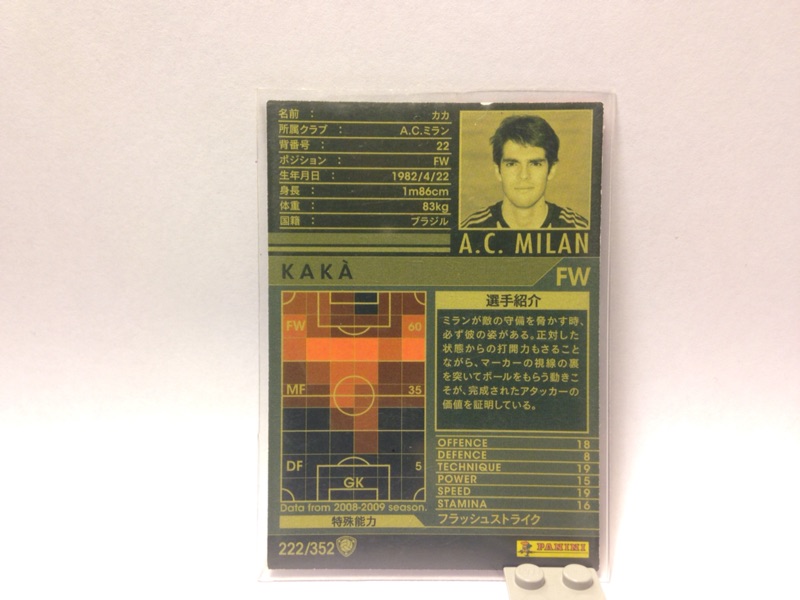 名前 : カカ
所属クラブ : A.C.ミラン
背番号 : 22
ポジション : FW
生年月日 : 1982/4/22
身長 : 1m86cm
体重 : 83kg
国籍 : ブラジル
A.C. MILAN
KAKÀ
FW
FW 60
MF 35
DF 5
GK
Data from 2008-2009 season.
選手紹介
ミランが敵の守備を脅かす時、
必ず彼の姿がある。正対した
状態からの打開力もさること
ながら、マーカーの視線の裏
を突いてボールをもらう動きこ
そが、完成されたアタッカーの
価値を証明している。
OFFENCE 18
DEFENCE 8
TECHNIQUE 19
POWER 15
SPEED 19
STAMINA 16
特殊能力 フラッシュストライク
222/352
PANINI